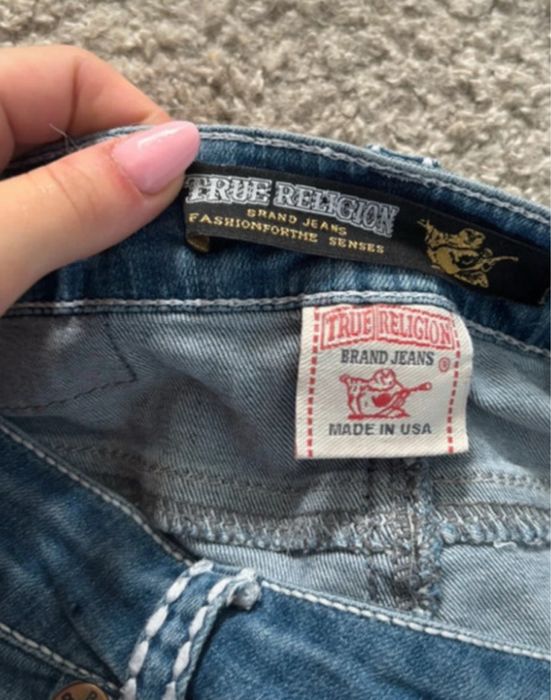 TRUE RELIGION
BRAND JEANS
FASHIONFORTHE SENSES
TRUE RELIGION
BRAND JEANS ®
MADE IN USA